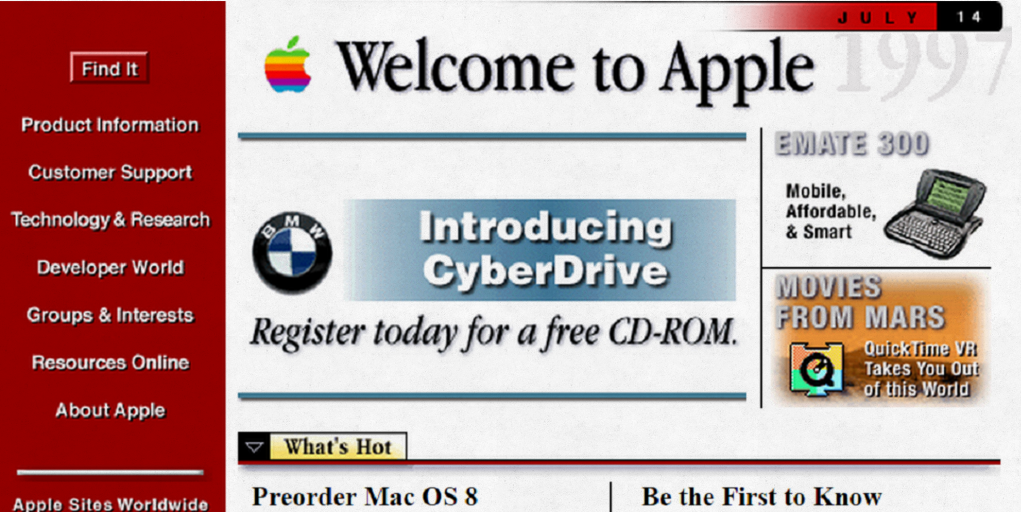 JULY 14
1997
Find It
Welcome to Apple
Product Information
Customer Support
Technology & Research
Developer World
Groups & Interests
Resources Online
About Apple
Apple Sites Worldwide
BMW
Introducing
CyberDrive
Register today for a free CD-ROM.
EMATE 300
Mobile,
Affordable,
& Smart
MOVIES
FROM MARS
QuickTime VR
Takes You Out
of this World
What's Hot
Preorder Mac OS 8
Be the First to Know